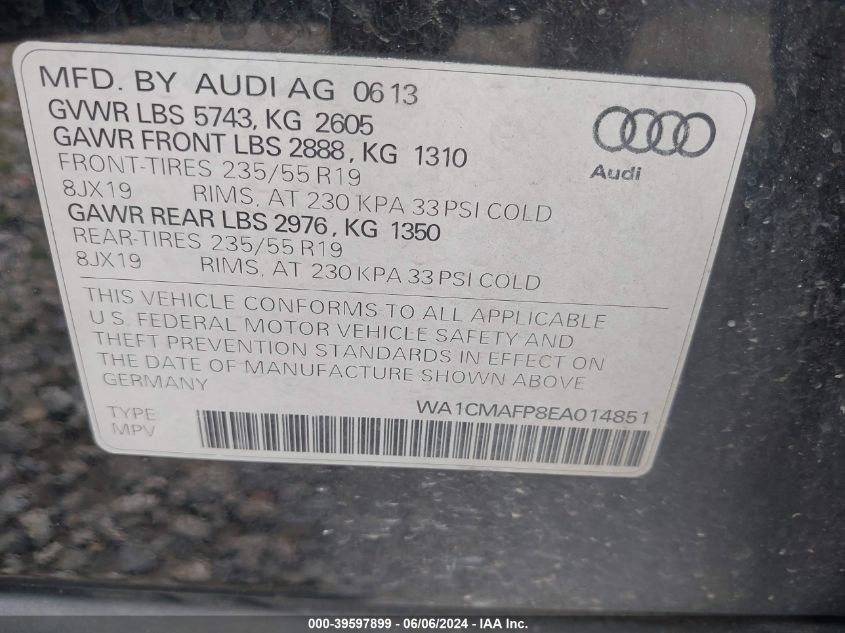 MFD. BY AUDI AG 06 13
GVWR LBS 5743, KG 2605
GAWR FRONT LBS 2888, KG 1310
FRONT-TIRES 235/55 R19
8JX19 RIMS, AT 230 KPA 33 PSI COLD
GAWR REAR LBS 2976, KG 1350
REAR-TIRES 235/55 R19
8JX19 RIMS, AT 230 KPA 33 PSI COLD
Audi
THIS VEHICLE CONFORMS TO ALL APPLICABLE
U.S. FEDERAL MOTOR VEHICLE SAFETY AND
THEFT PREVENTION STANDARDS IN EFFECT ON
THE DATE OF MANUFACTURE SHOWN ABOVE
GERMANY
WA1CMAFP8EA014851
TYPE
MPV
000-39597899 - 06/06/2024 - IAA Inc.